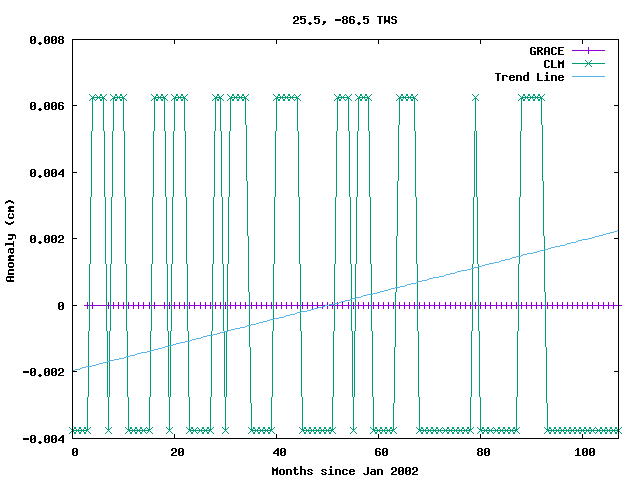 25.5, -86.5 TWS
GRACE
CLM
Trend Line
0.008
0.006
0.004
0.002
0
-0.002
-0.004
Anomaly (cm)
0 20 40 60 80 100
Months since Jan 2002